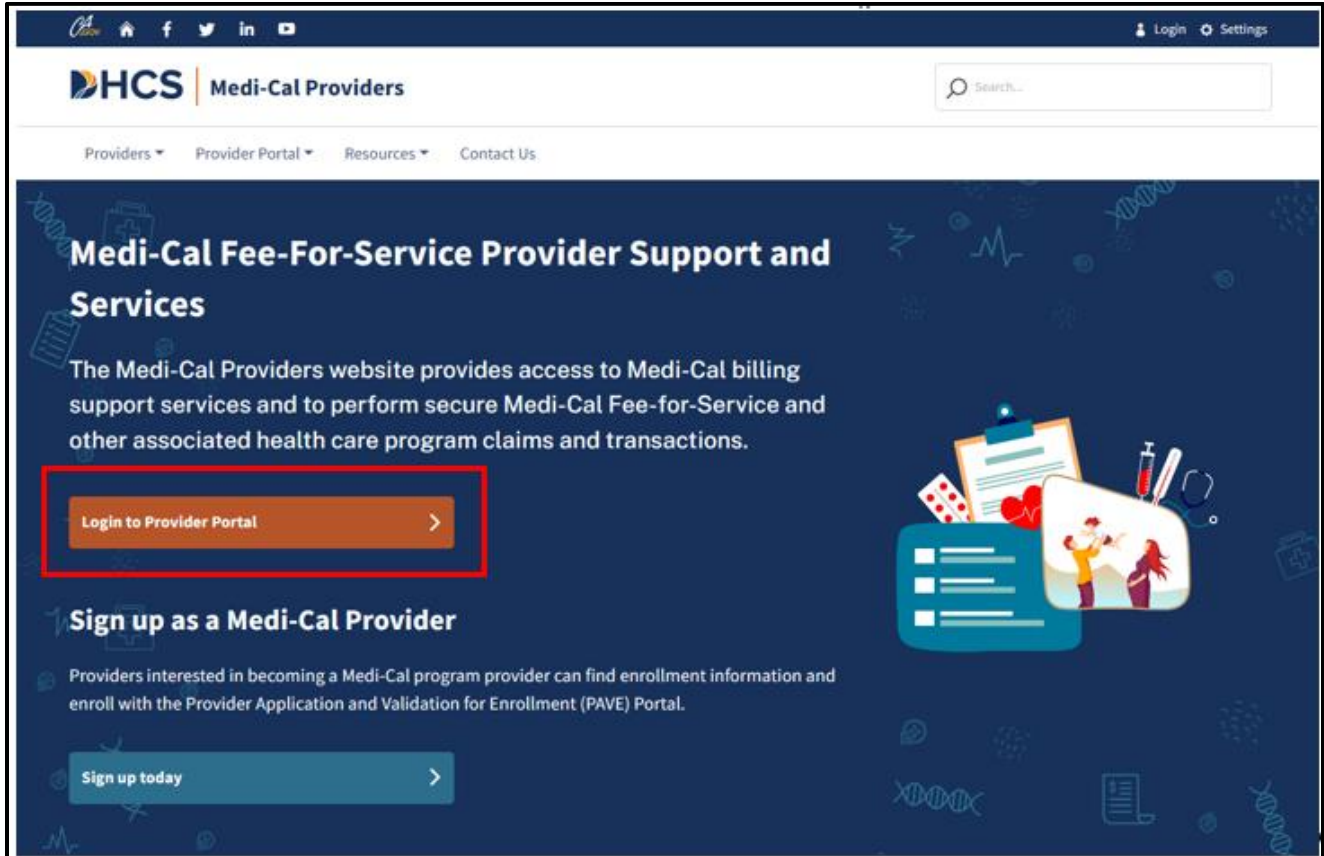 Login Settings
DHCS Medi-Cal Providers
Search...
Providers Provider Portal Resources Contact Us
Medi-Cal Fee-For-Service Provider Support and
Services
The Medi-Cal Providers website provides access to Medi-Cal billing
support services and to perform secure Medi-Cal Fee-for-Service and
other associated health care program claims and transactions.
Login to Provider Portal
Sign up as a Medi-Cal Provider
Providers interested in becoming a Medi-Cal program provider can find enrollment information and
enroll with the Provider Application and Validation for Enrollment (PAVE) Portal.
Sign up today